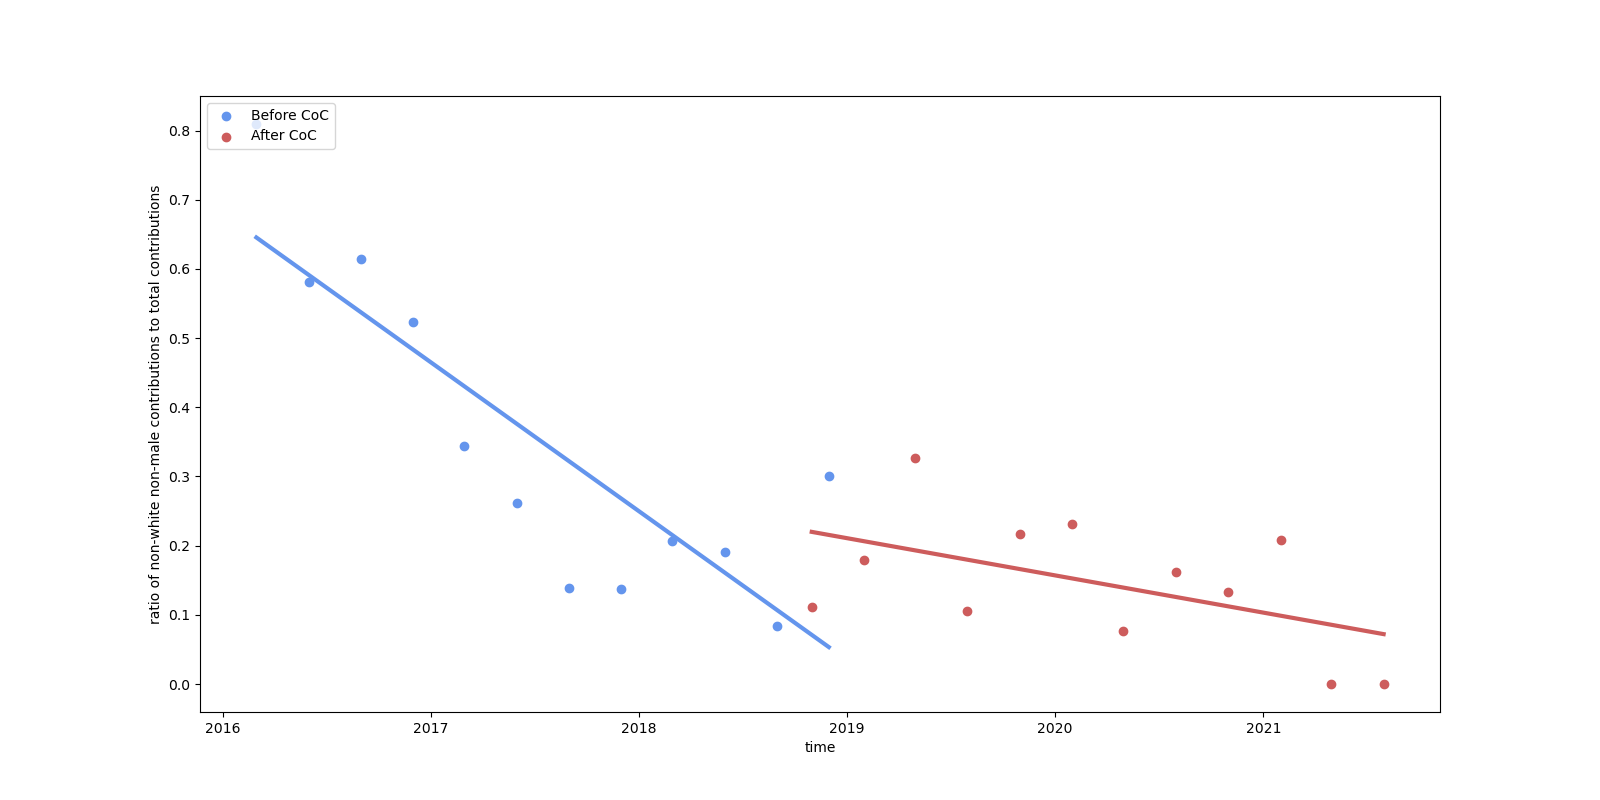 Before CoC
After CoC
0.8
0.7
0.6
0.5
0.4
0.3
0.2
0.1
0.0
ratio of non-white non-male contributions to total contributions
2016 2017 2018 2019 2020 2021
time